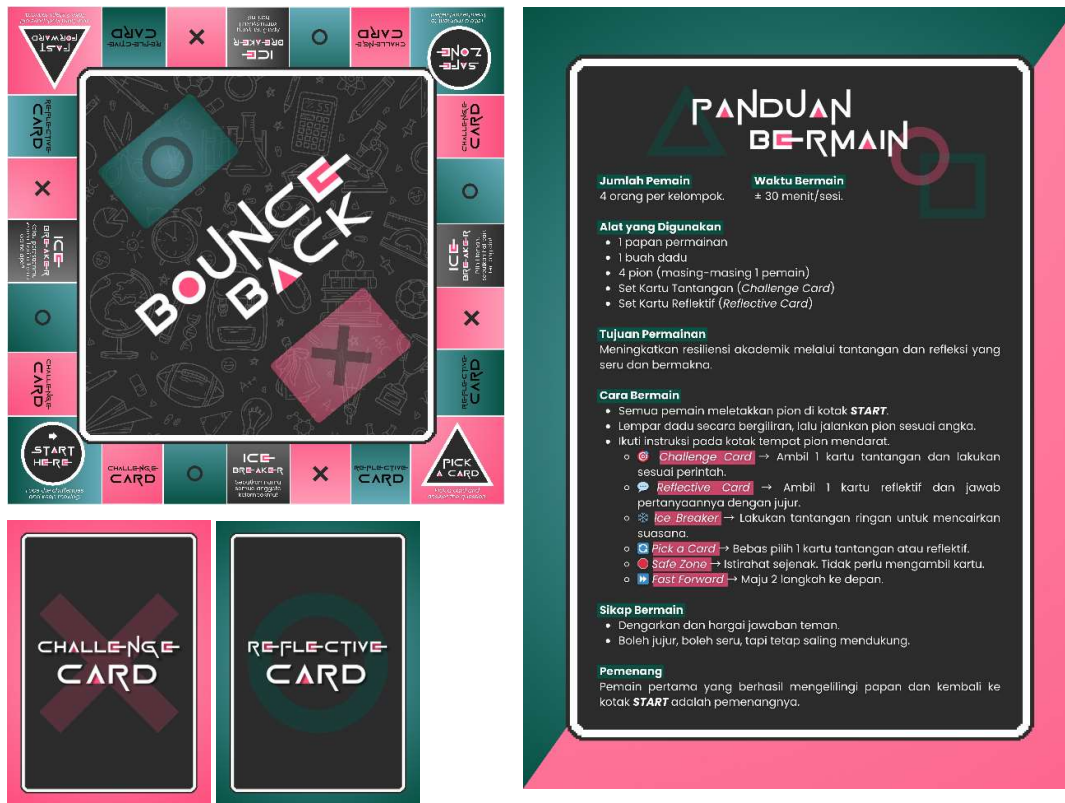 FAST
FORWARD
REFLECTIVE
CARD
ICE
BREAKER
CHALLENGE
CARD
SAFE
ZONE
REFLECTIVE
CARD
CHALLENGE
CARD
ICE
BREAKER
ICE
BREAKER
CHALLENGE
CARD
REFLECTIVE
CARD
BOUNCE
BACK
START
HERE
CHALLENGE
CARD
ICE
BREAKER
Sebutkan nama
semua anggota
kelompokmu!
REFLECTIVE
CARD
PICK
A CARD
CHALLENGE
CARD
REFLECTIVE
CARD
PANDUAN
BERMAIN
Jumlah Pemain
4 orang per kelompok.
Waktu Bermain
± 30 menit/sesi.
Alat yang Digunakan
• 1 papan permainan
• 1 buah dadu
• 4 pion (masing-masing 1 pemain)
• Set Kartu Tantangan (Challenge Card)
• Set Kartu Reflektif (Reflective Card)
Tujuan Permainan
Meningkatkan resiliensi akademik melalui tantangan dan refleksi yang
seru dan bermakna.
Cara Bermain
• Semua pemain meletakkan pion di kotak START.
• Lempar dadu secara bergiliran, lalu jalankan pion sesuai angka.
• Ikuti instruksi pada kotak tempat pion mendarat.
○ 🎯 Challenge Card → Ambil 1 kartu tantangan dan lakukan
sesuai perintah.
○ 💬 Reflective Card → Ambil 1 kartu reflektif dan jawab
pertanyaannya dengan jujur.
○ ❄️ Ice Breaker → Lakukan tantangan ringan untuk mencairkan
suasana.
○ 🔄 Pick a Card → Bebas pilih 1 kartu tantangan atau reflektif.
○ 🛑 Safe Zone → Istirahat sejenak. Tidak perlu mengambil kartu.
○ ⏩ Fast Forward → Maju 2 langkah ke depan.
Sikap Bermain
• Dengarkan dan hargai jawaban teman.
• Boleh jujur, boleh seru, tapi tetap saling mendukung.
Pemenang
Pemain pertama yang berhasil mengelilingi papan dan kembali ke
kotak START adalah pemenangnya.